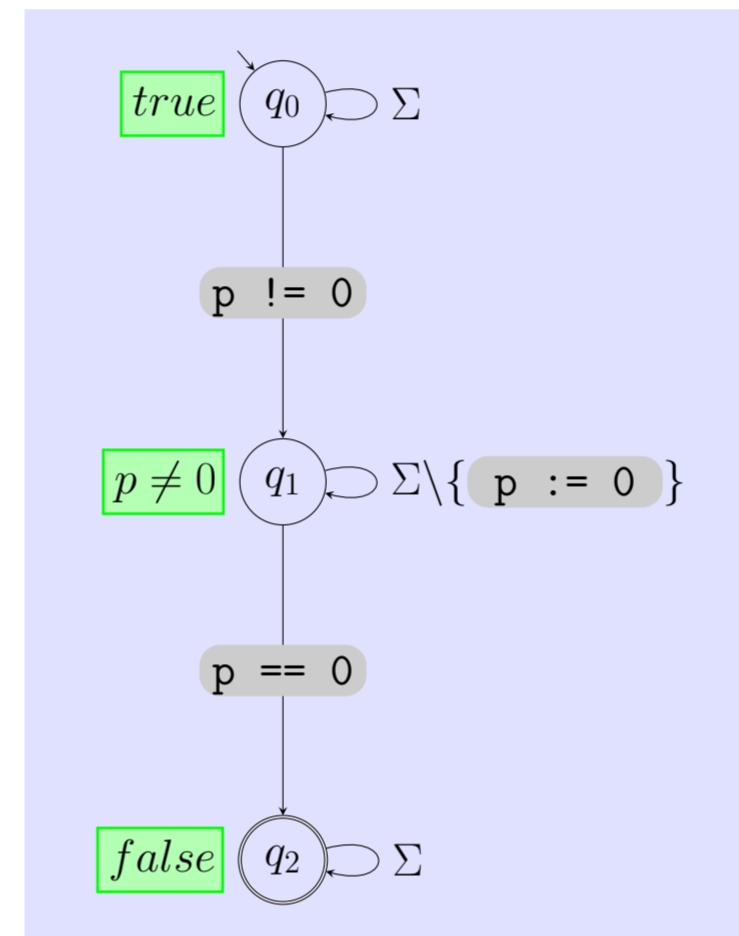 true q₀ Σ
p != 0
p ≠ 0 q₁ Σ\{ p := 0 }
p == 0
false q₂ Σ